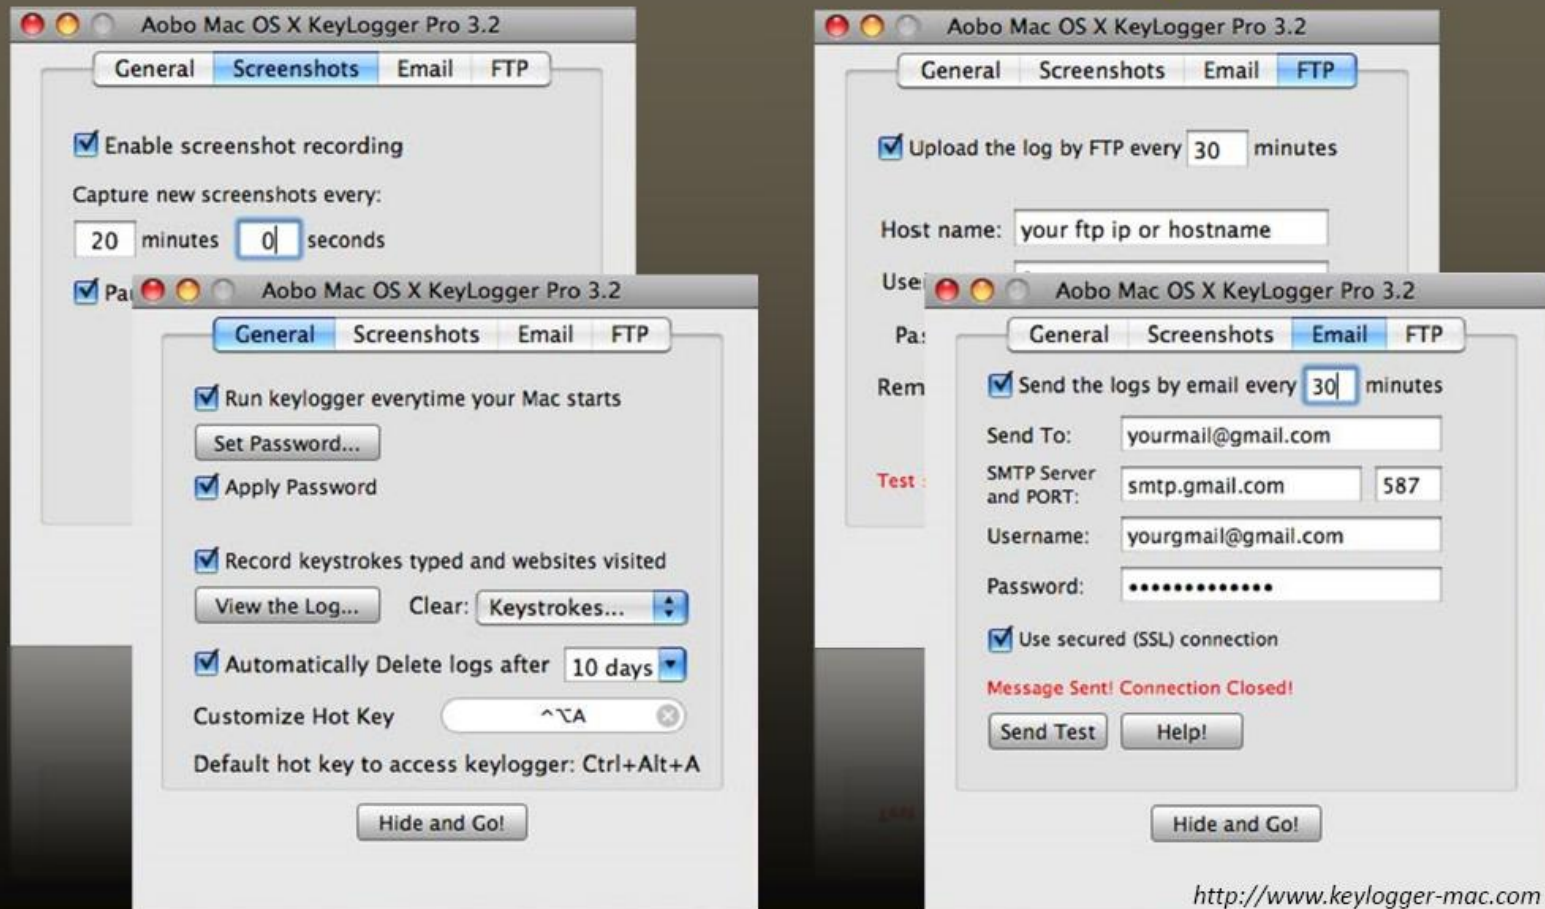 Aobo Mac OS X KeyLogger Pro 3.2
General Screenshots Email FTP
Enable screenshot recording
Capture new screenshots every:
20 minutes 0 seconds
Aobo Mac OS X KeyLogger Pro 3.2
General Screenshots Email FTP
Run keylogger everytime your Mac starts
Set Password...
Apply Password
Record keystrokes typed and websites visited
View the Log... Clear: Keystrokes...
Automatically Delete logs after 10 days
Customize Hot Key ^⌥A
Default hot key to access keylogger: Ctrl+Alt+A
Hide and Go!
Aobo Mac OS X KeyLogger Pro 3.2
General Screenshots Email FTP
Upload the log by FTP every 30 minutes
Host name: your ftp ip or hostname
Use
Pas
Rem
Test
Aobo Mac OS X KeyLogger Pro 3.2
General Screenshots Email FTP
Send the logs by email every 30 minutes
Send To: yourmail@gmail.com
SMTP Server
and PORT: smtp.gmail.com 587
Username: yourgmail@gmail.com
Password: •••••••••••••
Use secured (SSL) connection
Message Sent! Connection Closed!
Send Test Help!
Hide and Go!
http://www.keylogger-mac.com